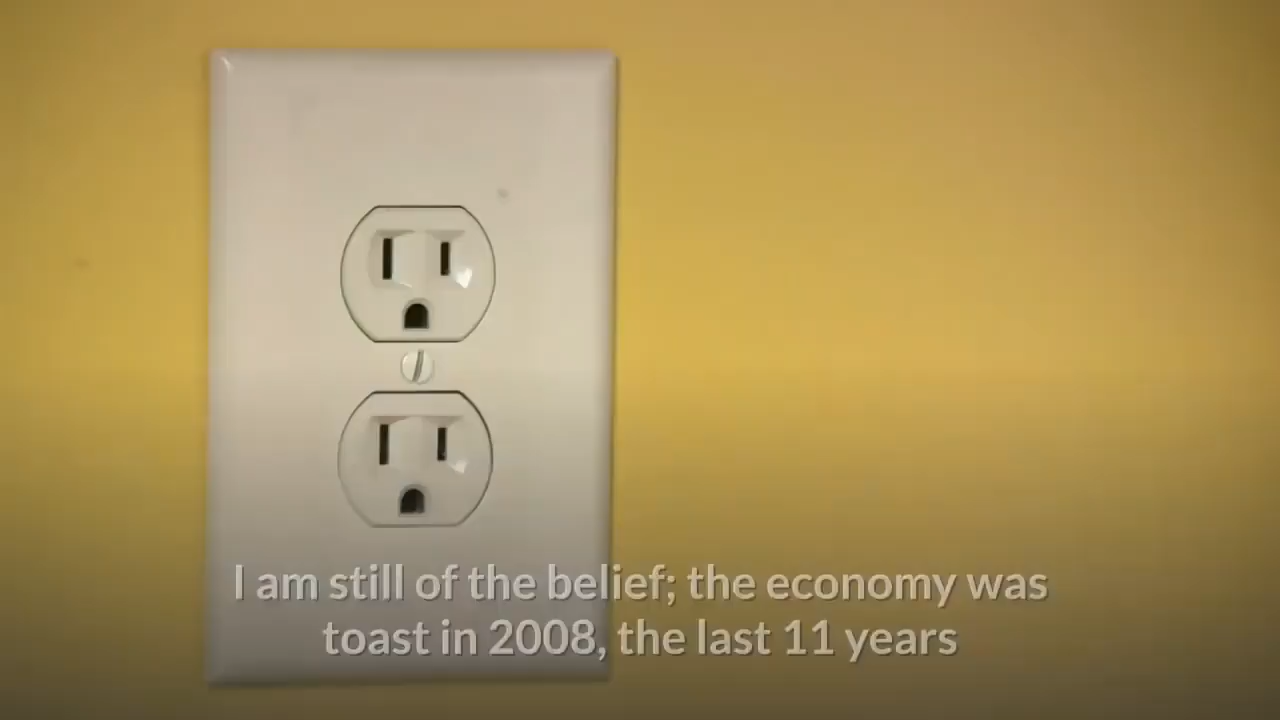 I am still of the belief; the economy was
toast in 2008, the last 11 years